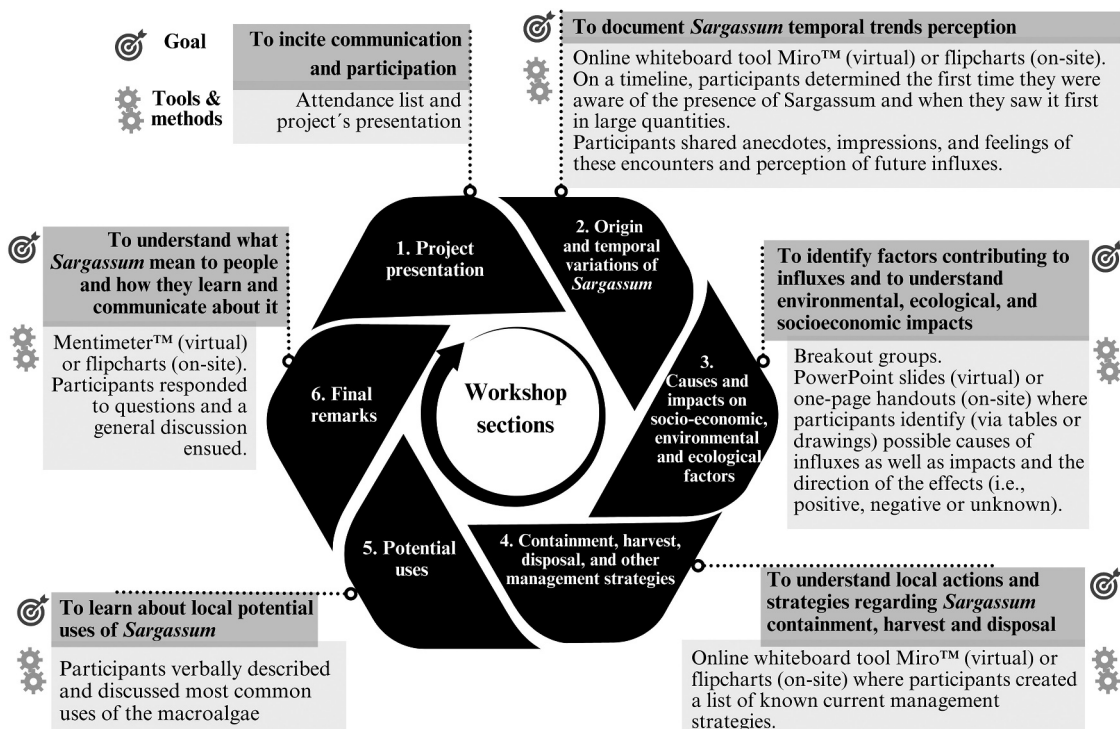 Goal
Tools &
methods
To incite communication
and participation
Attendance list and
project´s presentation
To document Sargassum temporal trends perception
Online whiteboard tool Miro™ (virtual) or flipcharts (on-site).
On a timeline, participants determined the first time they were
aware of the presence of Sargassum and when they saw it first
in large quantities.
Participants shared anecdotes, impressions, and feelings of
these encounters and perception of future influxes.
To understand what
Sargassum mean to people
and how they learn and
communicate about it
Mentimeter™ (virtual)
or flipcharts (on-site).
Participants responded
to questions and a
general discussion
ensued.
1. Project
presentation
2. Origin
and temporal
variations of
Sargassum
3.
Causes and
impacts on
socio-economic,
environmental
and ecological
factors
4. Containment, harvest,
disposal, and other
management strategies
5. Potential
uses
6. Final
remarks
Workshop
sections
To identify factors contributing to
influxes and to understand
environmental, ecological, and
socioeconomic impacts
Breakout groups.
PowerPoint slides (virtual) or
one-page handouts (on-site) where
participants identify (via tables or
drawings) possible causes of
influxes as well as impacts and the
direction of the effects (i.e.,
positive, negative or unknown).
To learn about local potential
uses of Sargassum
Participants verbally described
and discussed most common
uses of the macroalgae
To understand local actions and
strategies regarding Sargassum
containment, harvest and disposal
Online whiteboard tool Miro™ (virtual) or
flipcharts (on-site) where participants created
a list of known current management
strategies.